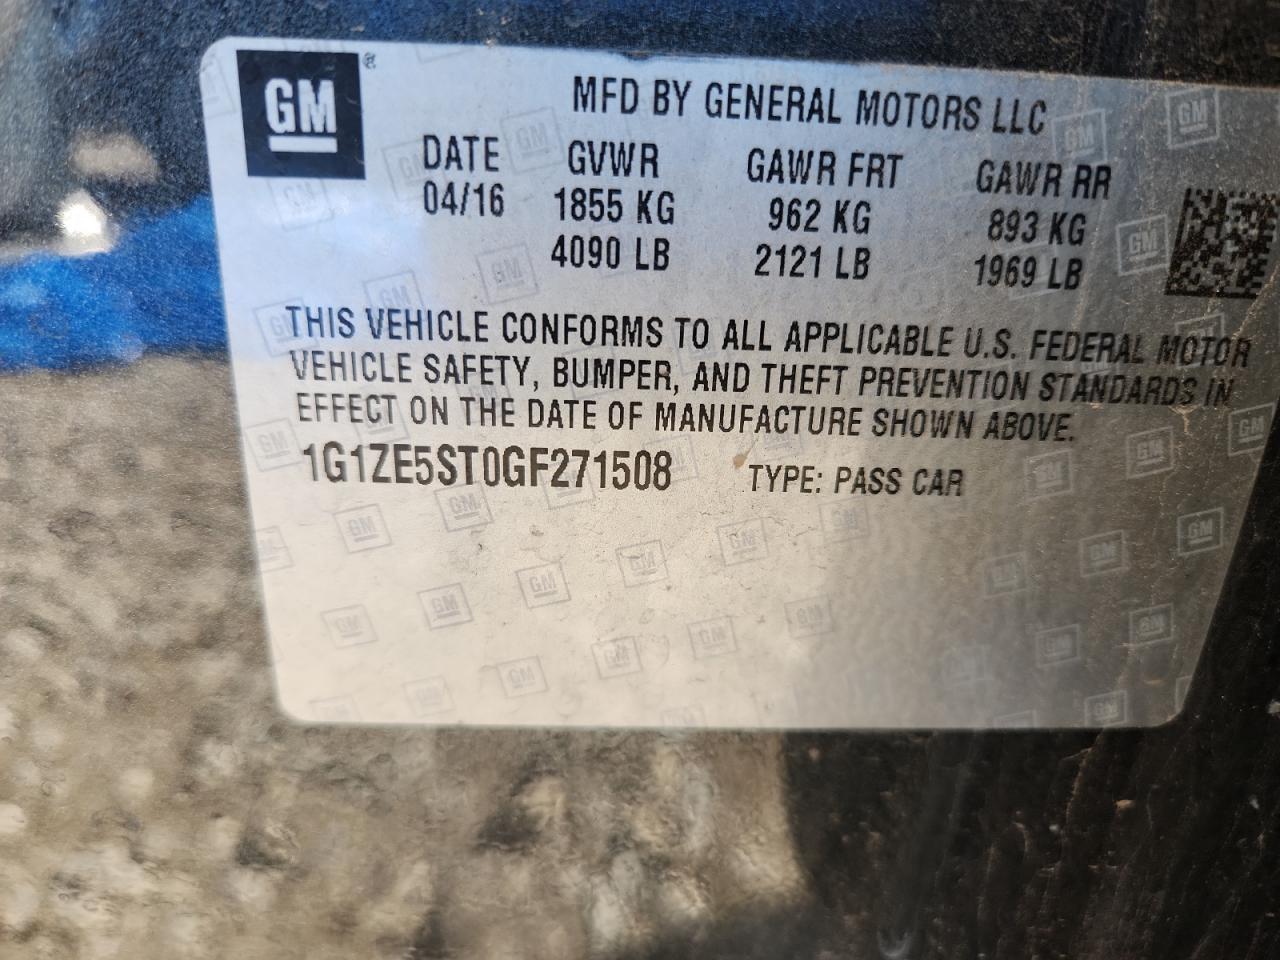 GM®
MFD BY GENERAL MOTORS LLC
DATE GVWR GAWR FRT GAWR RR
04/16 1855 KG 962 KG 893 KG
4090 LB 2121 LB 1969 LB
THIS VEHICLE CONFORMS TO ALL APPLICABLE U.S. FEDERAL MOTOR
VEHICLE SAFETY, BUMPER, AND THEFT PREVENTION STANDARDS IN
EFFECT ON THE DATE OF MANUFACTURE SHOWN ABOVE.
1G1ZE5ST0GF271508 TYPE: PASS CAR